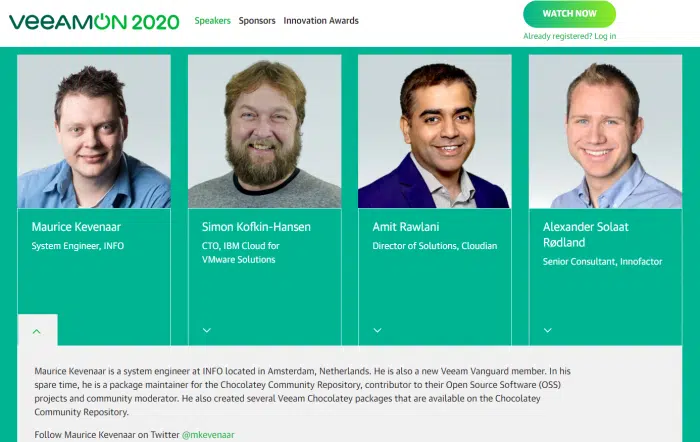 veeAMON 2020
Speakers Sponsors Innovation Awards
WATCH NOW
Already registered? Log in
Maurice Kevenaar
System Engineer, INFO
Simon Kofkin-Hansen
CTO, IBM Cloud for
VMware Solutions
Amit Rawlani
Director of Solutions, Cloudian
Alexander Solaat
Rødland
Senior Consultant, Innofactor
Maurice Kevenaar is a system engineer at INFO located in Amsterdam, Netherlands. He is also a new Veeam Vanguard member. In his
spare time, he is a package maintainer for the Chocolatey Community Repository, contributor to their Open Source Software (OSS)
projects and community moderator. He also created several Veeam Chocolatey packages that are available on the Chocolatey
Community Repository.
Follow Maurice Kevenaar on Twitter @mkevenaar